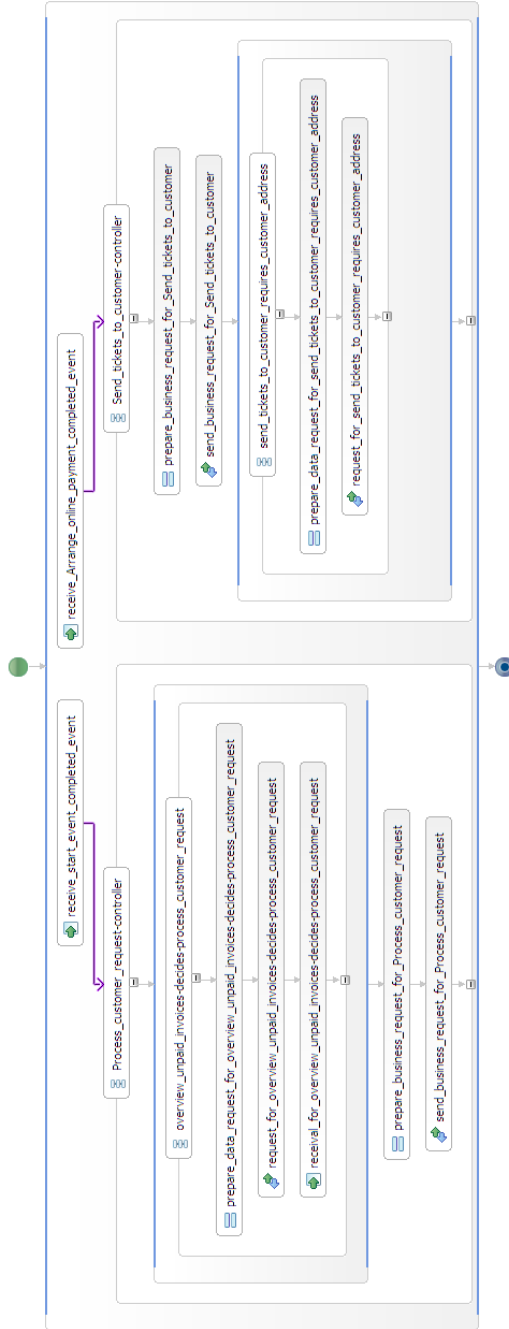 receive_start_event_completed_event
Process_customer_request-controller
overview_unpaid_invoices-decides-process_customer_request
prepare_data_request_for_overview_unpaid_invoices-decides-process_customer_request
request_for_overview_unpaid_invoices-decides-process_customer_request
receival_for_overview_unpaid_invoices-decides-process_customer_request
prepare_business_request_for_Process_customer_request
send_business_request_for_Process_customer_request
receive_Arrange_online_payment_completed_event
Send_tickets_to_customer-controller
prepare_business_request_for_Send_tickets_to_customer
send_business_request_for_Send_tickets_to_customer
send_tickets_to_customer_requires_customer_address
prepare_data_request_for_send_tickets_to_customer_requires_customer_address
request_for_send_tickets_to_customer_requires_customer_address